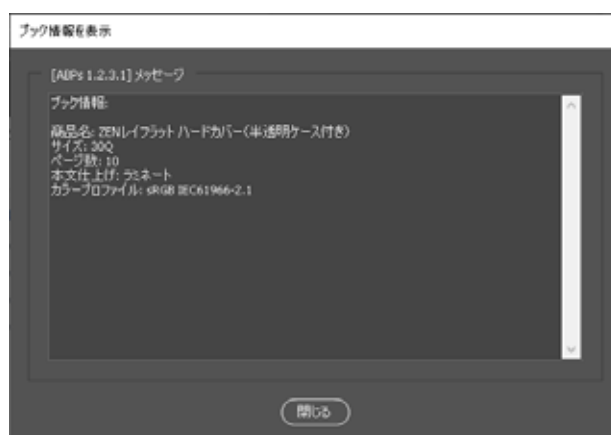 ブック情報を表示
[ABPs 1.2.3.1] メッセージ
ブック情報:
商品名: ZENレイフラット ハードカバー(半透明ケース付き)
サイズ: 30Q
ページ数: 10
本文仕上げ: ラミネート
カラープロファイル: sRGB IEC61966-2.1
閉じる